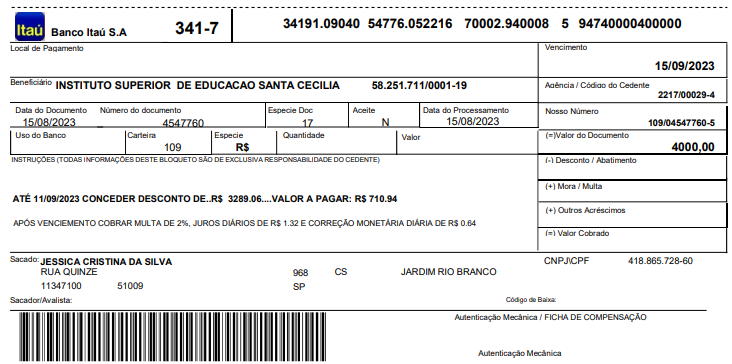 Itaú Banco Itaú S.A 341-7 34191.09040 54776.052216 70002.940008 5 94740000400000
Local de Pagamento Vencimento
15/09/2023
Beneficiário INSTITUTO SUPERIOR DE EDUCACAO SANTA CECILIA 58.251.711/0001-19 Agência / Código do Cedente
2217/00029-4
Data do Documento Número do documento Especie Doc Aceite Data do Processamento Nosso Número
15/08/2023 _ 4547760 17 N 15/08/2023 109/04547760-5
Uso do Banco Carteira Especie Quantidade Valor (=)Valor do Documento
109 R$ 4000,00
INSTRUÇÕES (TODAS INFORMAÇÕES DESTE BLOQUETO SÃO DE EXCLUSIVA RESPONSABILIDADE DO CEDENTE) (-) Desconto / Abatimento
(+) Mora / Multa
ATÉ 11/09/2023 CONCEDER DESCONTO DE..R$ 3289.06....VALOR A PAGAR: R$ 710.94
(+) Outros Acréscimos
APÓS VENCIEMENTO COBRAR MULTA DE 2%, JUROS DIÁRIOS DE R$ 1.32 E CORREÇÃO MONETÁRIA DIÁRIA DE R$ 0.64
(=) Valor Cobrado
Sacado: JESSICA CRISTINA DA SILVA CNPJ\CPF 418.865.728-60
RUA QUINZE 968 CS JARDIM RIO BRANCO
11347100 51009 SP
Sacador/Avalista: Código de Baixa:
Autenticação Mecânica / FICHA DE COMPENSAÇÃO
Autenticação Mecânica